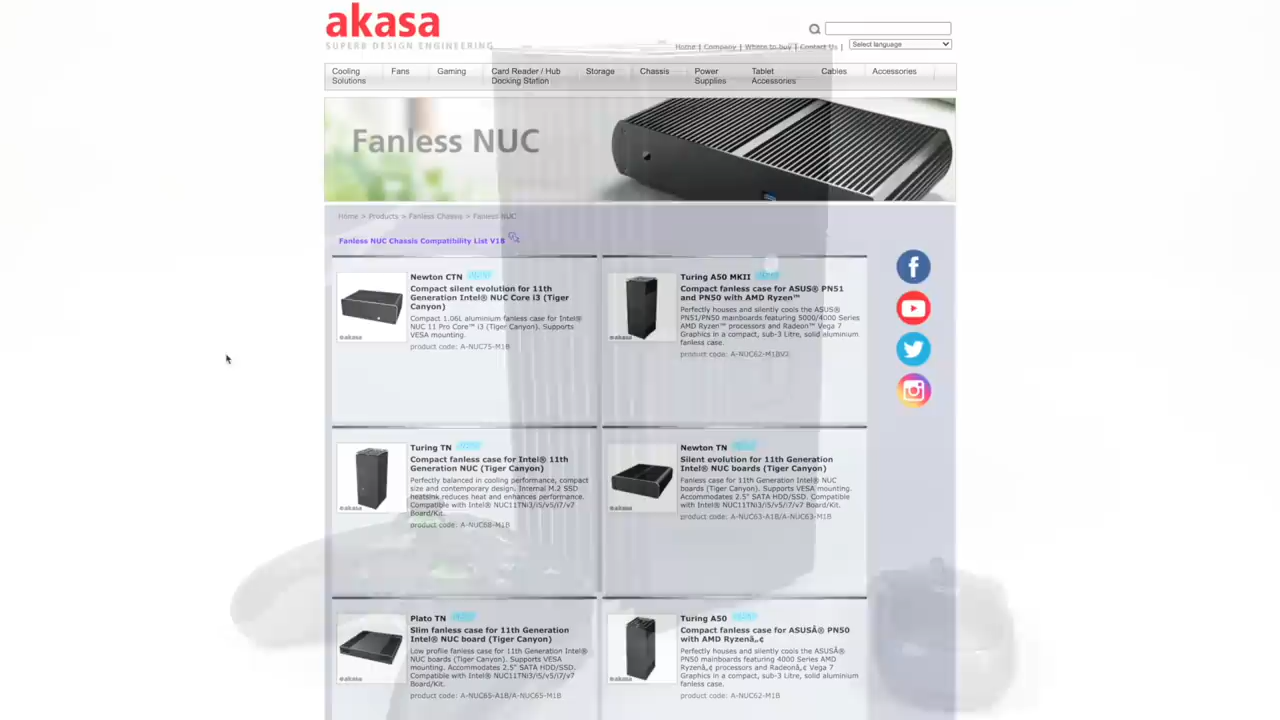 akasa
SUPERB DESIGN ENGINEERING
Home | Company | Where to buy | Contact Us |
Select language
Cooling Solutions
Fans
Gaming
Card Reader / Hub Docking Station
Storage
Chassis
Power Supplies
Tablet Accessories
Cables
Accessories
Fanless NUC
Home > Products > Fanless Chassis > Fanless NUC
Fanless NUC Chassis Compatibility List V18
Newton CTN
Compact silent evolution for 11th
Generation Intel® NUC Core i3 (Tiger
Canyon)
Compact 1.06L aluminium fanless case for Intel®
NUC 11 Pro Core™ i3 (Tiger Canyon). Supports
VESA mounting.
product code: A-NUC75-M1B
akasa
Turing A50 MKII
Compact fanless case for ASUS® PN51
and PN50 with AMD Ryzen™
Perfectly houses and silently cools the ASUS®
PN51/PN50 mainboards featuring 5000/4000 Series
AMD Ryzen™ processors and Radeon™ Vega 7
Graphics in a compact, sub-3 Litre, solid aluminium
fanless case.
product code: A-NUC62-M1BV2
akasa
Turing TN
Compact fanless case for Intel® 11th
Generation NUC (Tiger Canyon)
Perfectly balanced in cooling performance, compact
size and contemporary design. Internal M.2 SSD
heatsink reduces heat and enhances performance.
Compatible with Intel® NUC11TNi3/i5/v5/i7/v7
Board/Kit.
product code: A-NUC68-M1B
akasa
Newton TN
Silent evolution for 11th Generation
Intel® NUC boards (Tiger Canyon)
Fanless case for 11th Generation Intel® NUC
boards (Tiger Canyon). Supports VESA mounting.
Accommodates 2.5" SATA HDD/SSD. Compatible
with Intel® NUC11TNi3/i5/v5/i7/v7 Board/Kit.
product code: A-NUC63-A1B/A-NUC63-M1B
akasa
Plato TN
Slim fanless case for 11th Generation
Intel® NUC board (Tiger Canyon)
Low profile fanless case for 11th Generation Intel®
NUC boards (Tiger Canyon). Supports VESA
mounting. Accommodates 2.5" SATA HDD/SSD.
Compatible with Intel® NUC11TNi3/i5/v5/i7/v7
Board/Kit.
product code: A-NUC65-A1B/A-NUC65-M1B
akasa
Turing A50
Compact fanless case for ASUSÂ® PN50
with AMD Ryzenâ„¢
Perfectly houses and silently cools the ASUSÂ®
PN50 mainboards featuring 4000 Series AMD
Ryzenâ„¢ processors and Radeonâ„¢ Vega 7
Graphics in a compact, sub-3 Litre, solid aluminium
fanless case.
product code: A-NUC62-M1B
akasa